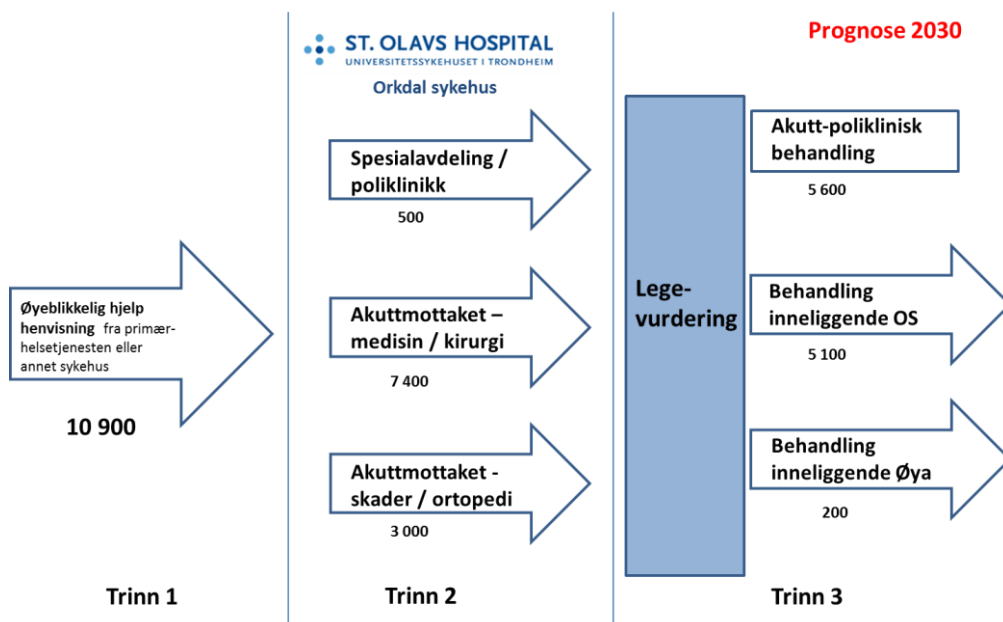 Prognose 2030
ST. OLAVS HOSPITAL
UNIVERSITETSSYKEHUSET I TRONDHEIM
Orkdal sykehus
Øyeblikkelig hjelp
henvisning fra primær-
helsetjenesten eller
annet sykehus
10 900
Trinn 1
Spesialavdeling /
poliklinikk
500
Akuttmottaket –
medisin / kirurgi
7 400
Akuttmottaket -
skader / ortopedi
3 000
Trinn 2
Lege-
vurdering
Akutt-poliklinisk
behandling
5 600
Behandling
inneliggende OS
5 100
Behandling
inneliggende Øya
200
Trinn 3